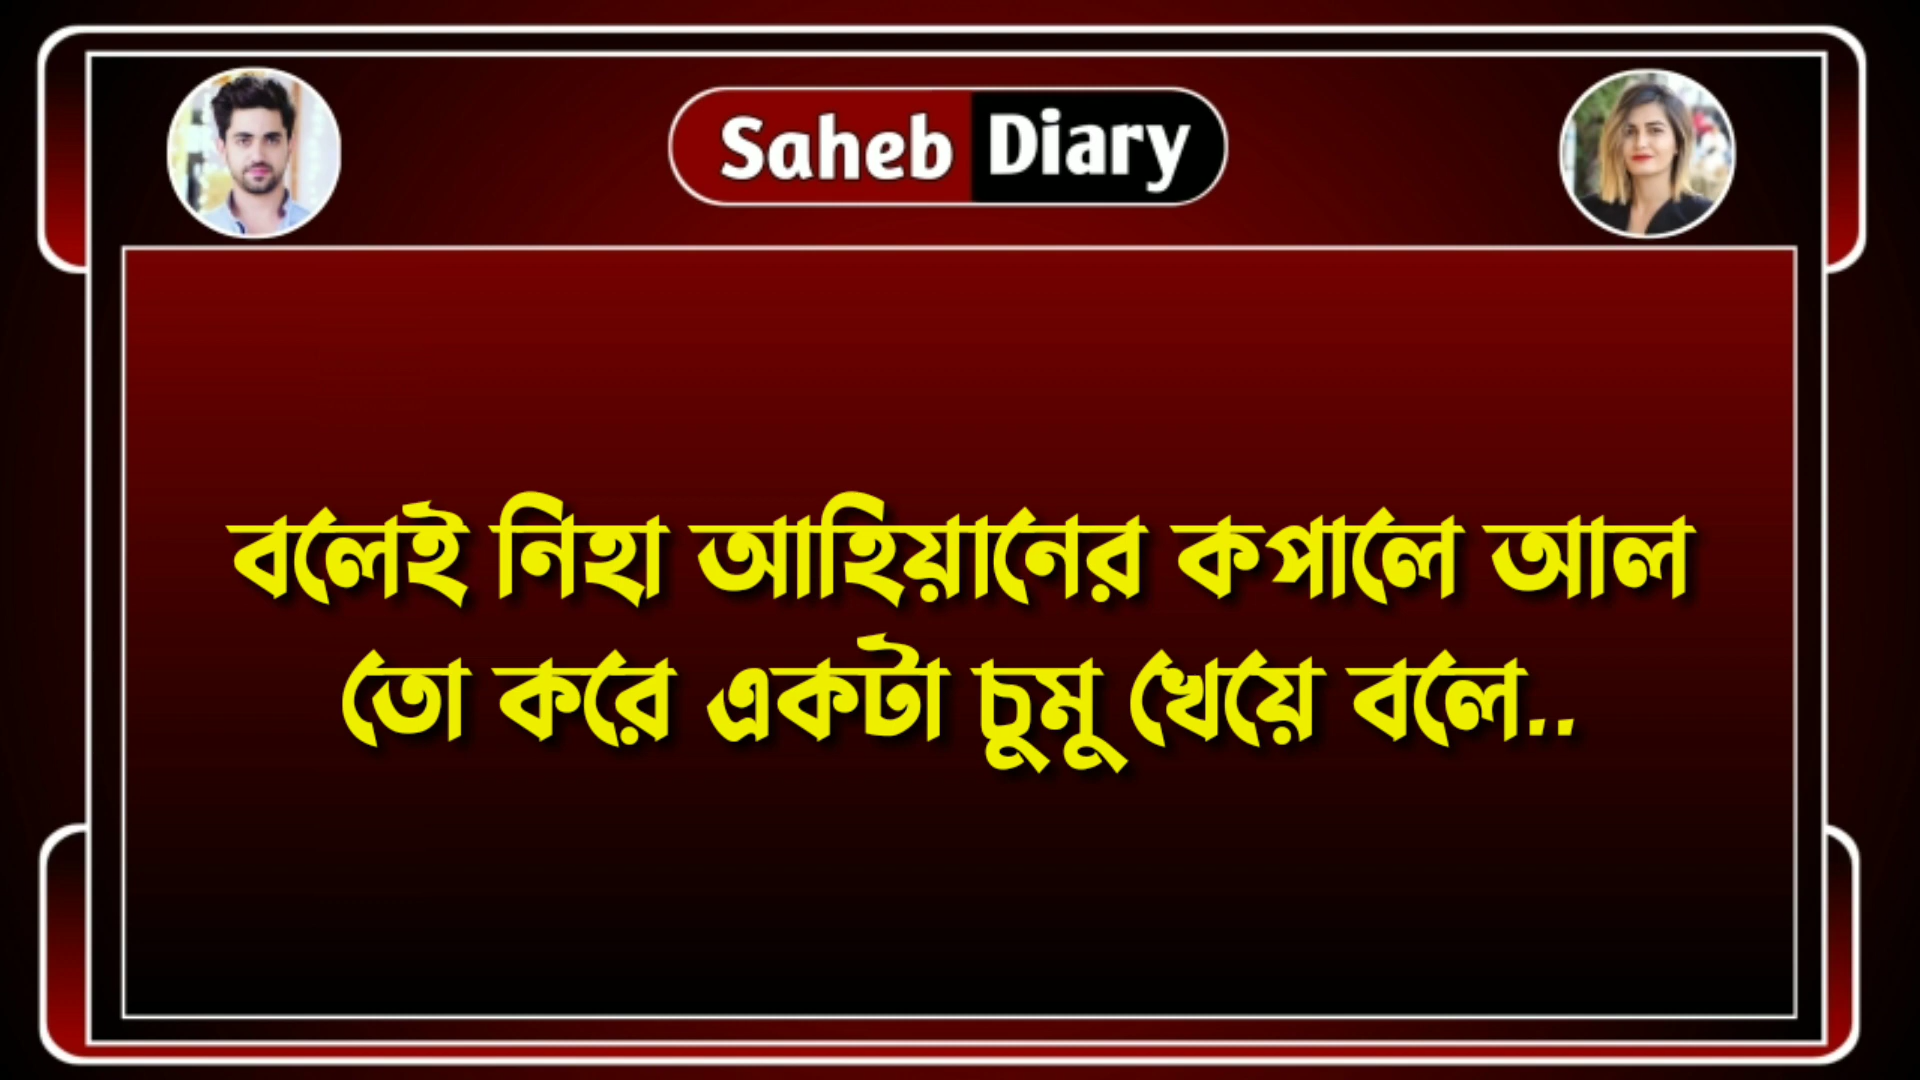 Saheb Diary
বলেই নিহা আহিয়ানের কপালে আল
তো করে একটা চুমু খেয়ে বলে..